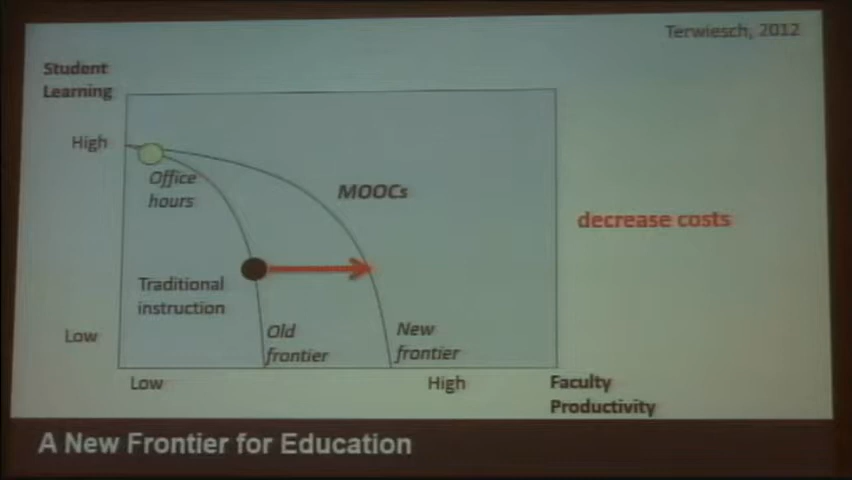 Terwiesch, 2012
Student
Learning
High
Office
hours
MOOCs
decrease costs
Traditional
instruction
Low
Old
frontier
New
frontier
Low
High
Faculty
Productivity
A New Frontier for Education